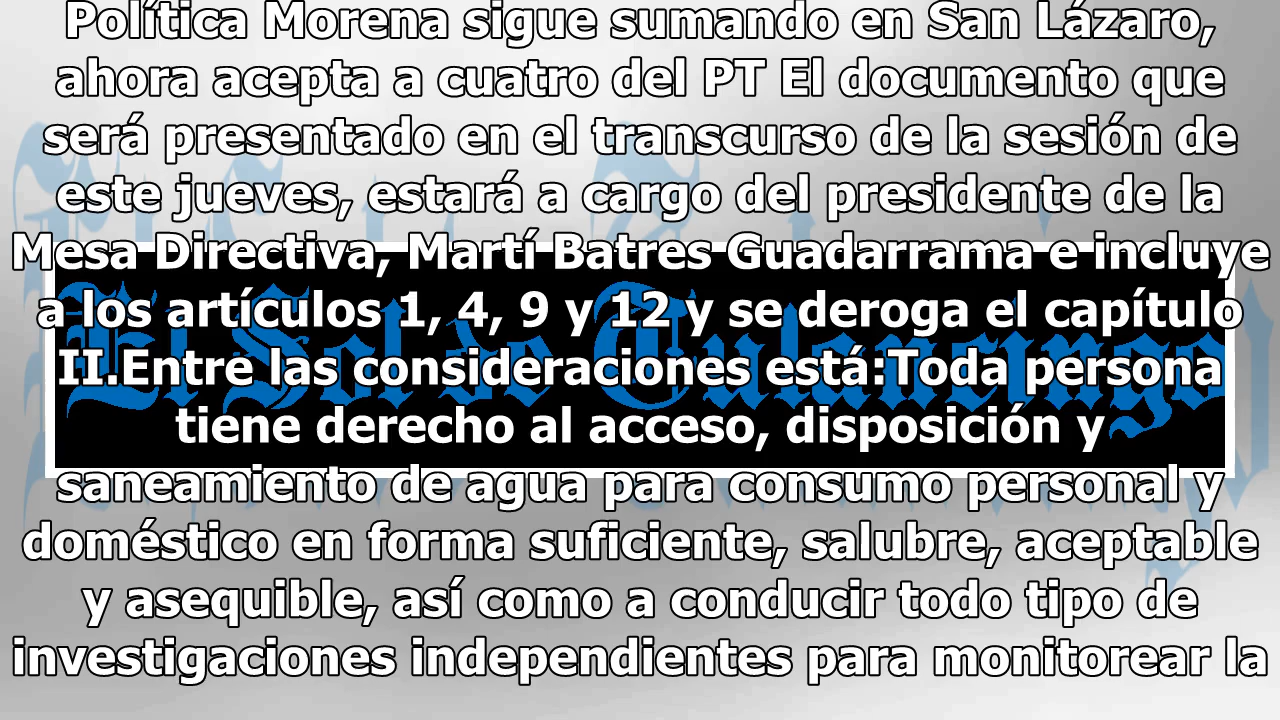 Política Morena sigue sumando en San Lázaro,
ahora acepta a cuatro del PT El documento que
será presentado en el transcurso de la sesión de
este jueves, estará a cargo del presidente de la
Mesa Directiva, Martí Batres Guadarrama e incluye
a los artículos 1, 4, 9 y 12 y se deroga el capítulo
II.Entre las consideraciones está:Toda persona
tiene derecho al acceso, disposición y
saneamiento de agua para consumo personal y
doméstico en forma suficiente, salubre, aceptable
y asequible, así como a conducir todo tipo de
investigaciones independientes para monitorear la
El Sol de Tulancingo